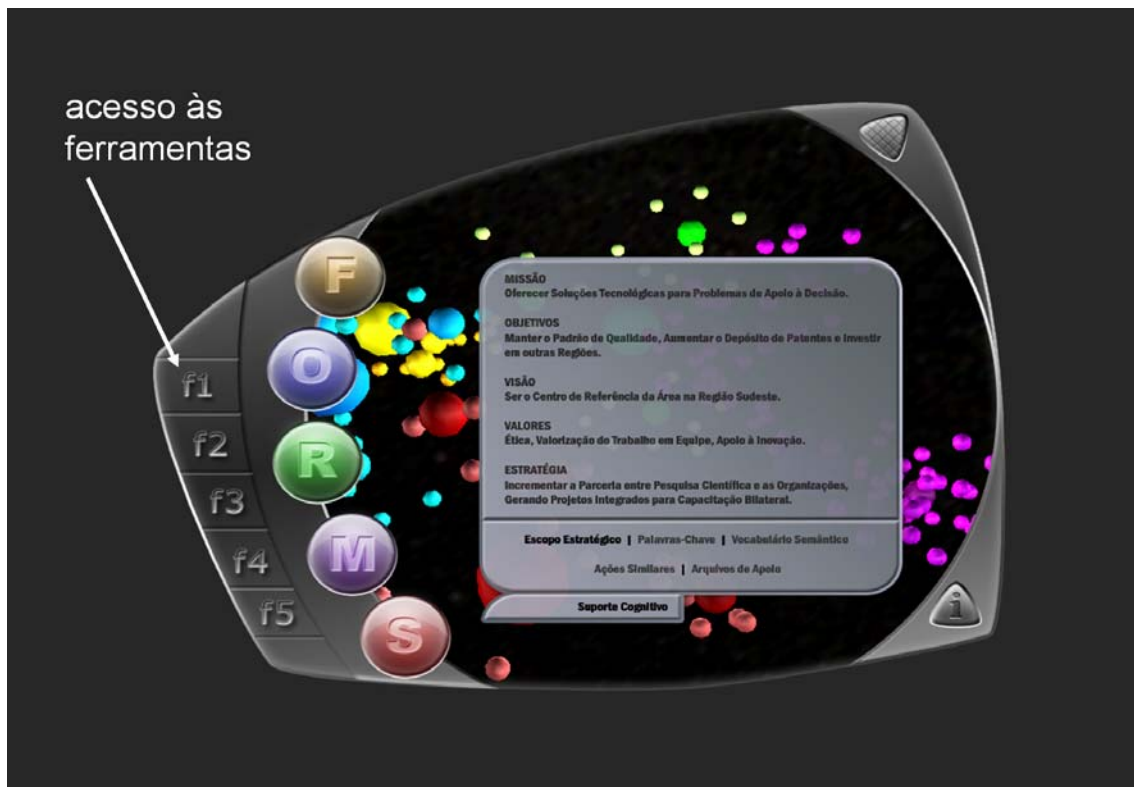 acesso às
ferramentas
F
O
R
M
S
f1
f2
f3
f4
f5
MISSÃO
Oferecer Soluções Tecnológicas para Problemas de Apoio à Decisão.
OBJETIVOS
Manter o Padrão de Qualidade, Aumentar o Depósito de Patentes e Investir
em outras Regiões.
VISÃO
Ser o Centro de Referência da Área na Região Sudeste.
VALORES
Ética, Valorização do Trabalho em Equipe, Apoio à Inovação.
ESTRATÉGIA
Incrementar a Parceria entre Pesquisa Científica e as Organizações,
Gerando Projetos Integrados para Capacitação Bilateral.
Escopo Estratégico | Palavras-Chave | Vocabulário Semântico
Ações Similares | Arquivos de Apoio
Suporte Cognitivo
i